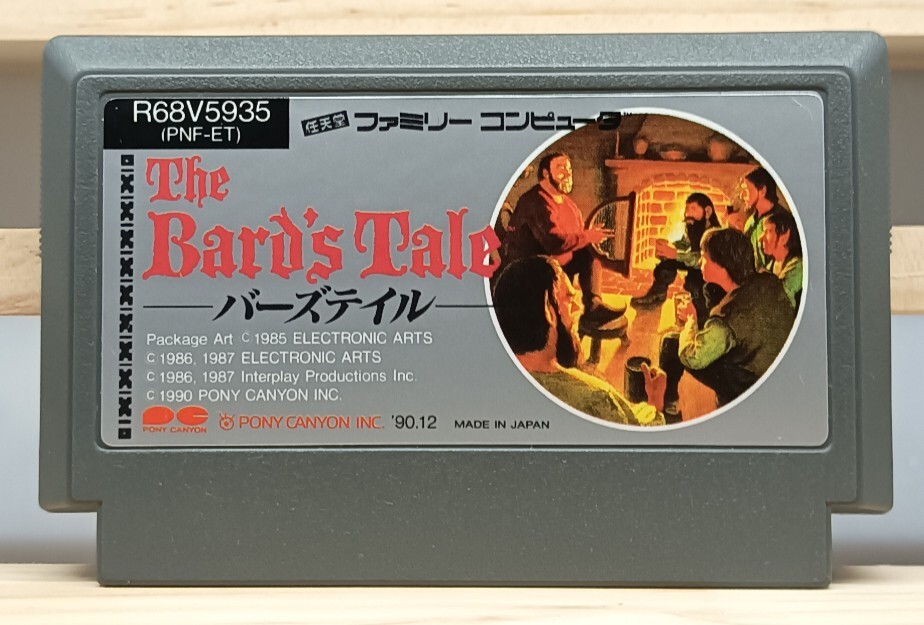 R68V5935
(PNF-ET)
任天堂 ファミリー コンピュータ
The
Bard's Tale
バーズテイル
Package Art © 1985 ELECTRONIC ARTS
© 1986, 1987 ELECTRONIC ARTS
© 1986, 1987 Interplay Productions Inc.
© 1990 PONY CANYON INC.
PONY CANYON
PONY CANYON INC. '90.12 MADE IN JAPAN